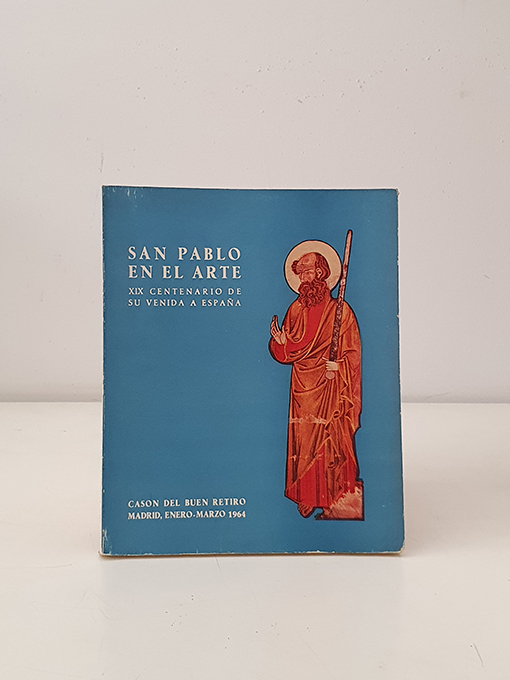 SAN PABLO
EN EL ARTE
XIX CENTENARIO DE
SU VENIDA A ESPAÑA
CASON DEL BUEN RETIRO
MADRID, ENERO-MARZO 1964